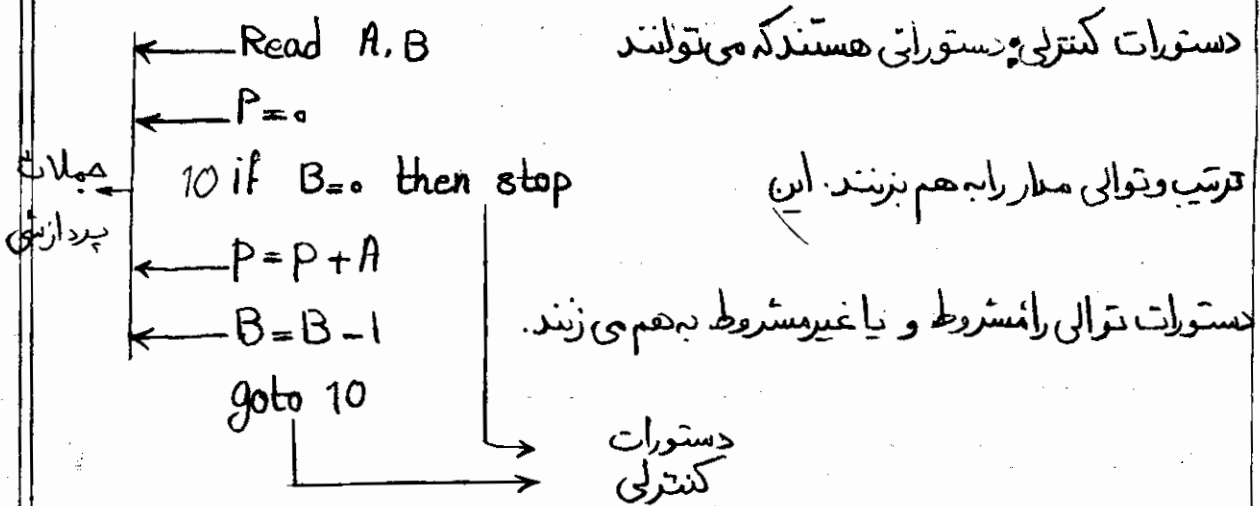 دستورات کنترلی: دستوراتی هستند که می‌توانند
ترتیب و توالی مدار را به هم بزنند. این
دستورات توالی را مشروط و یا غیرمشروط به هم می زنند.
Read A, B
P=0
10 if B=0 then stop
P=P+A
B=B-1
goto 10
جملات
پردازشی
دستورات
کنترلی